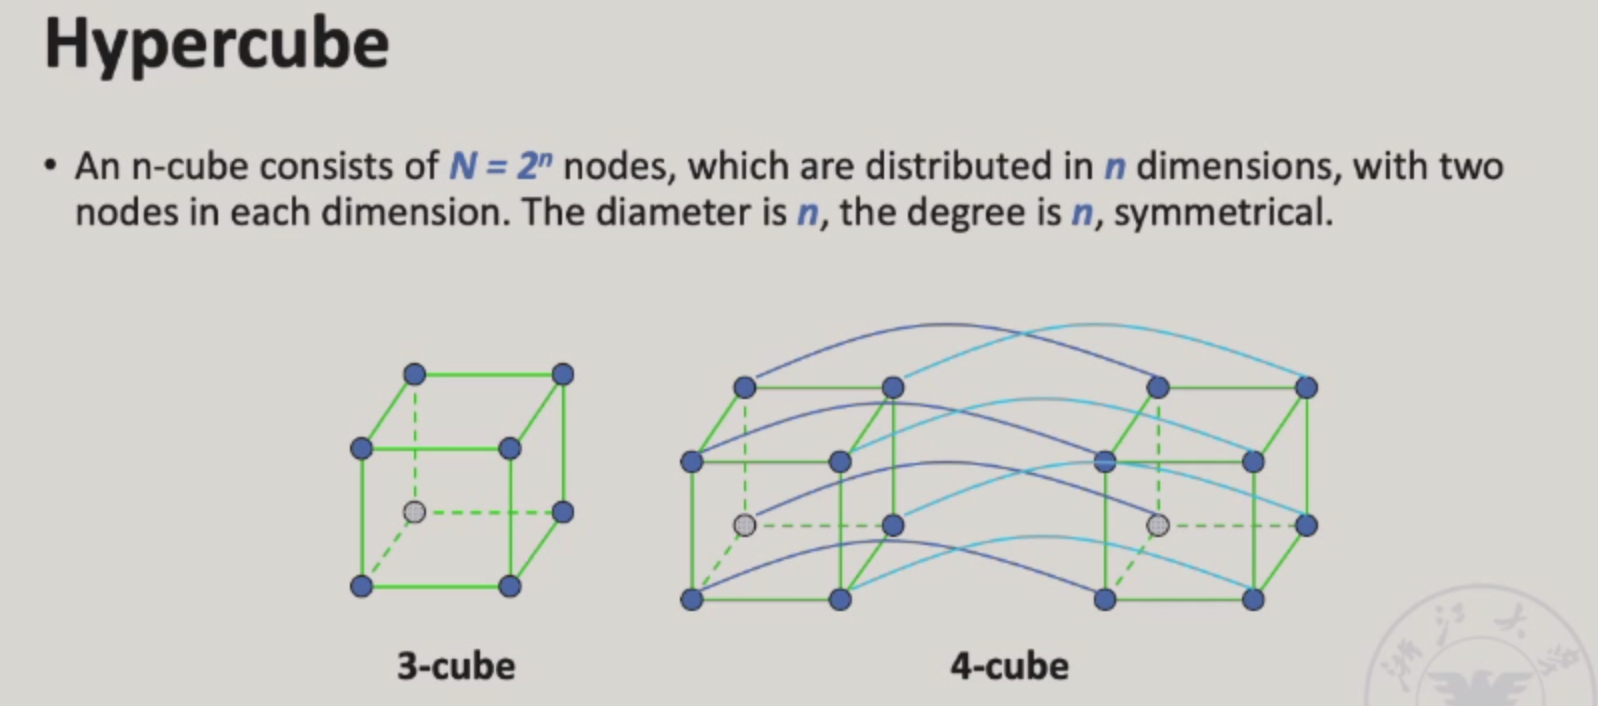 Hypercube
• An n-cube consists of N = 2ⁿ nodes, which are distributed in n dimensions, with two
nodes in each dimension. The diameter is n, the degree is n, symmetrical.
3-cube
4-cube
浙江大学